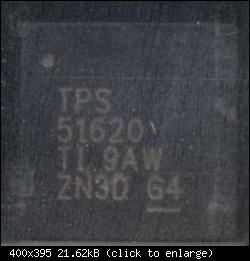 TPS
51620
TI 9AW
ZN3D G4
400x395 21.62kB (click to enlarge)